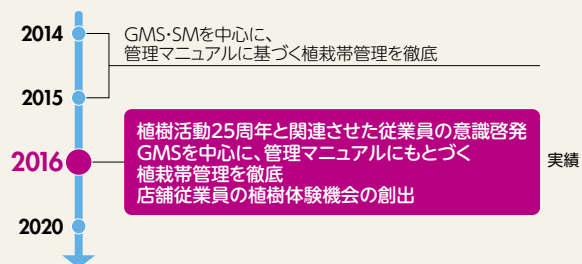 2014
GMS・SMを中心に、
管理マニュアルに基づく植栽帯管理を徹底
2015
2016
植樹活動25周年と関連させた従業員の意識啓発
GMSを中心に、管理マニュアルにもとづく
植栽帯管理を徹底
店舗従業員の植樹体験機会の創出
実績
2020